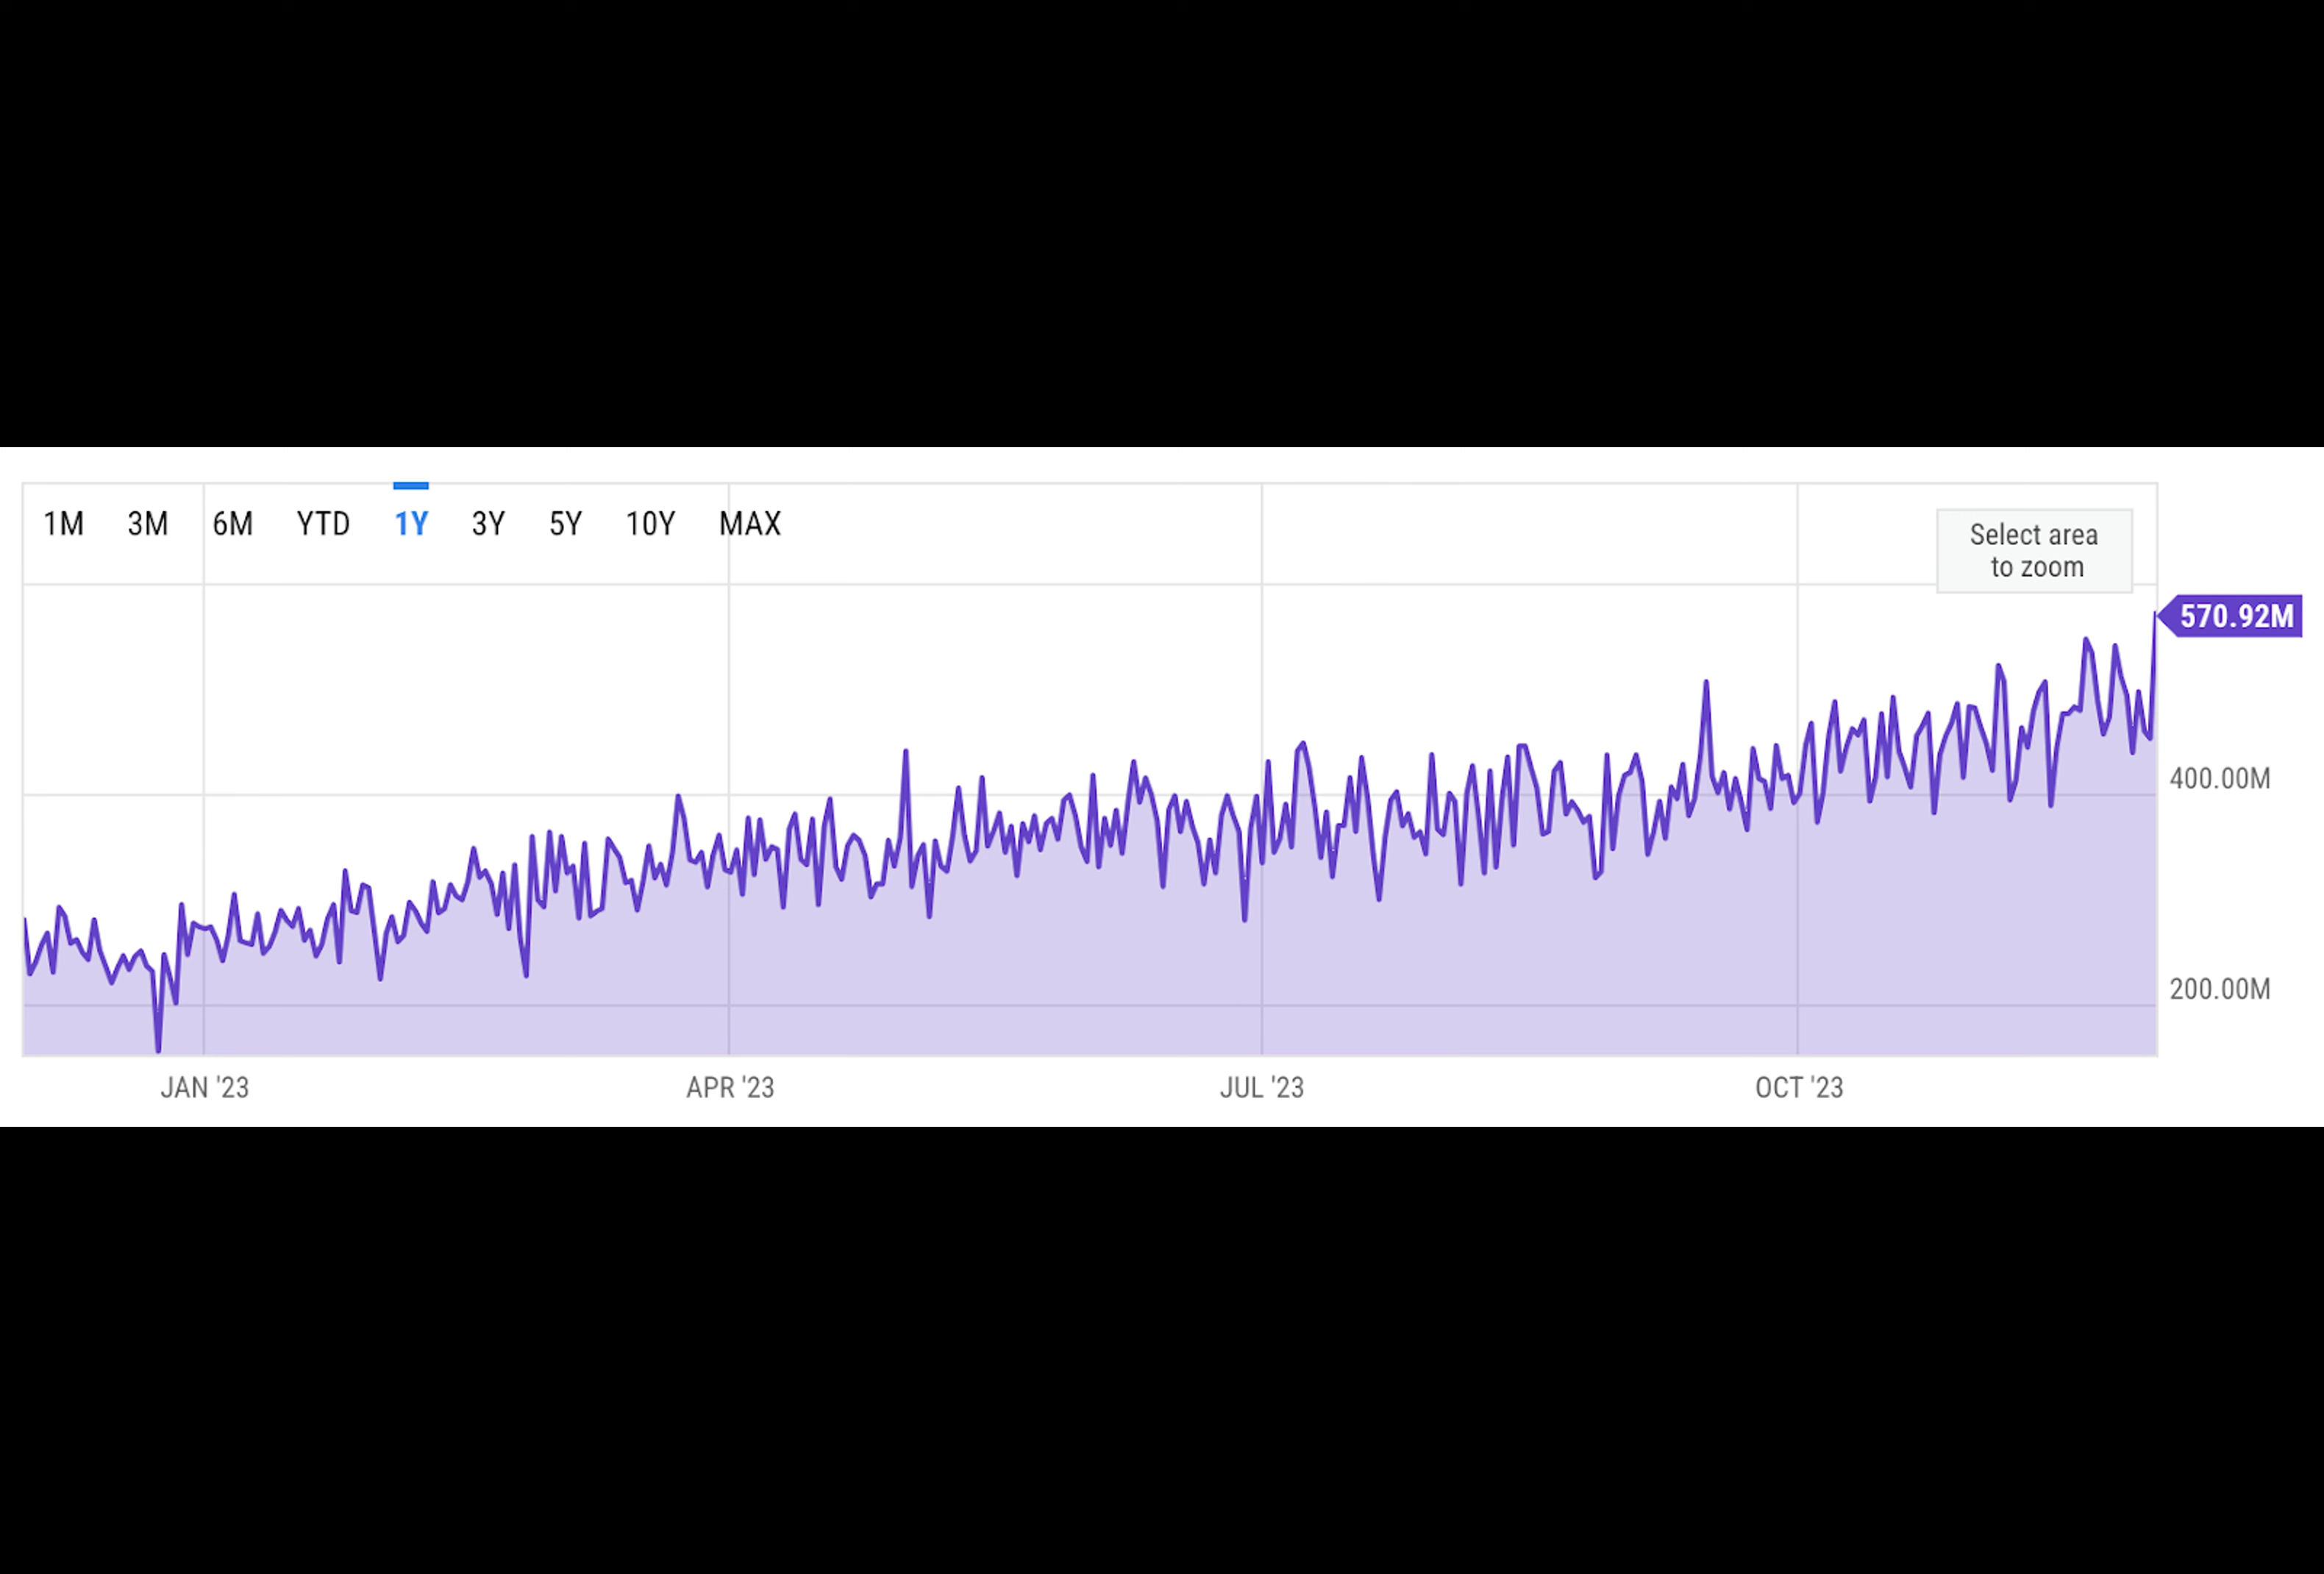 1M 3M 6M YTD 1Y 3Y 5Y 10Y MAX
Select area
to zoom
570.92M
400.00M
200.00M
JAN '23 APR '23 JUL '23 OCT '23